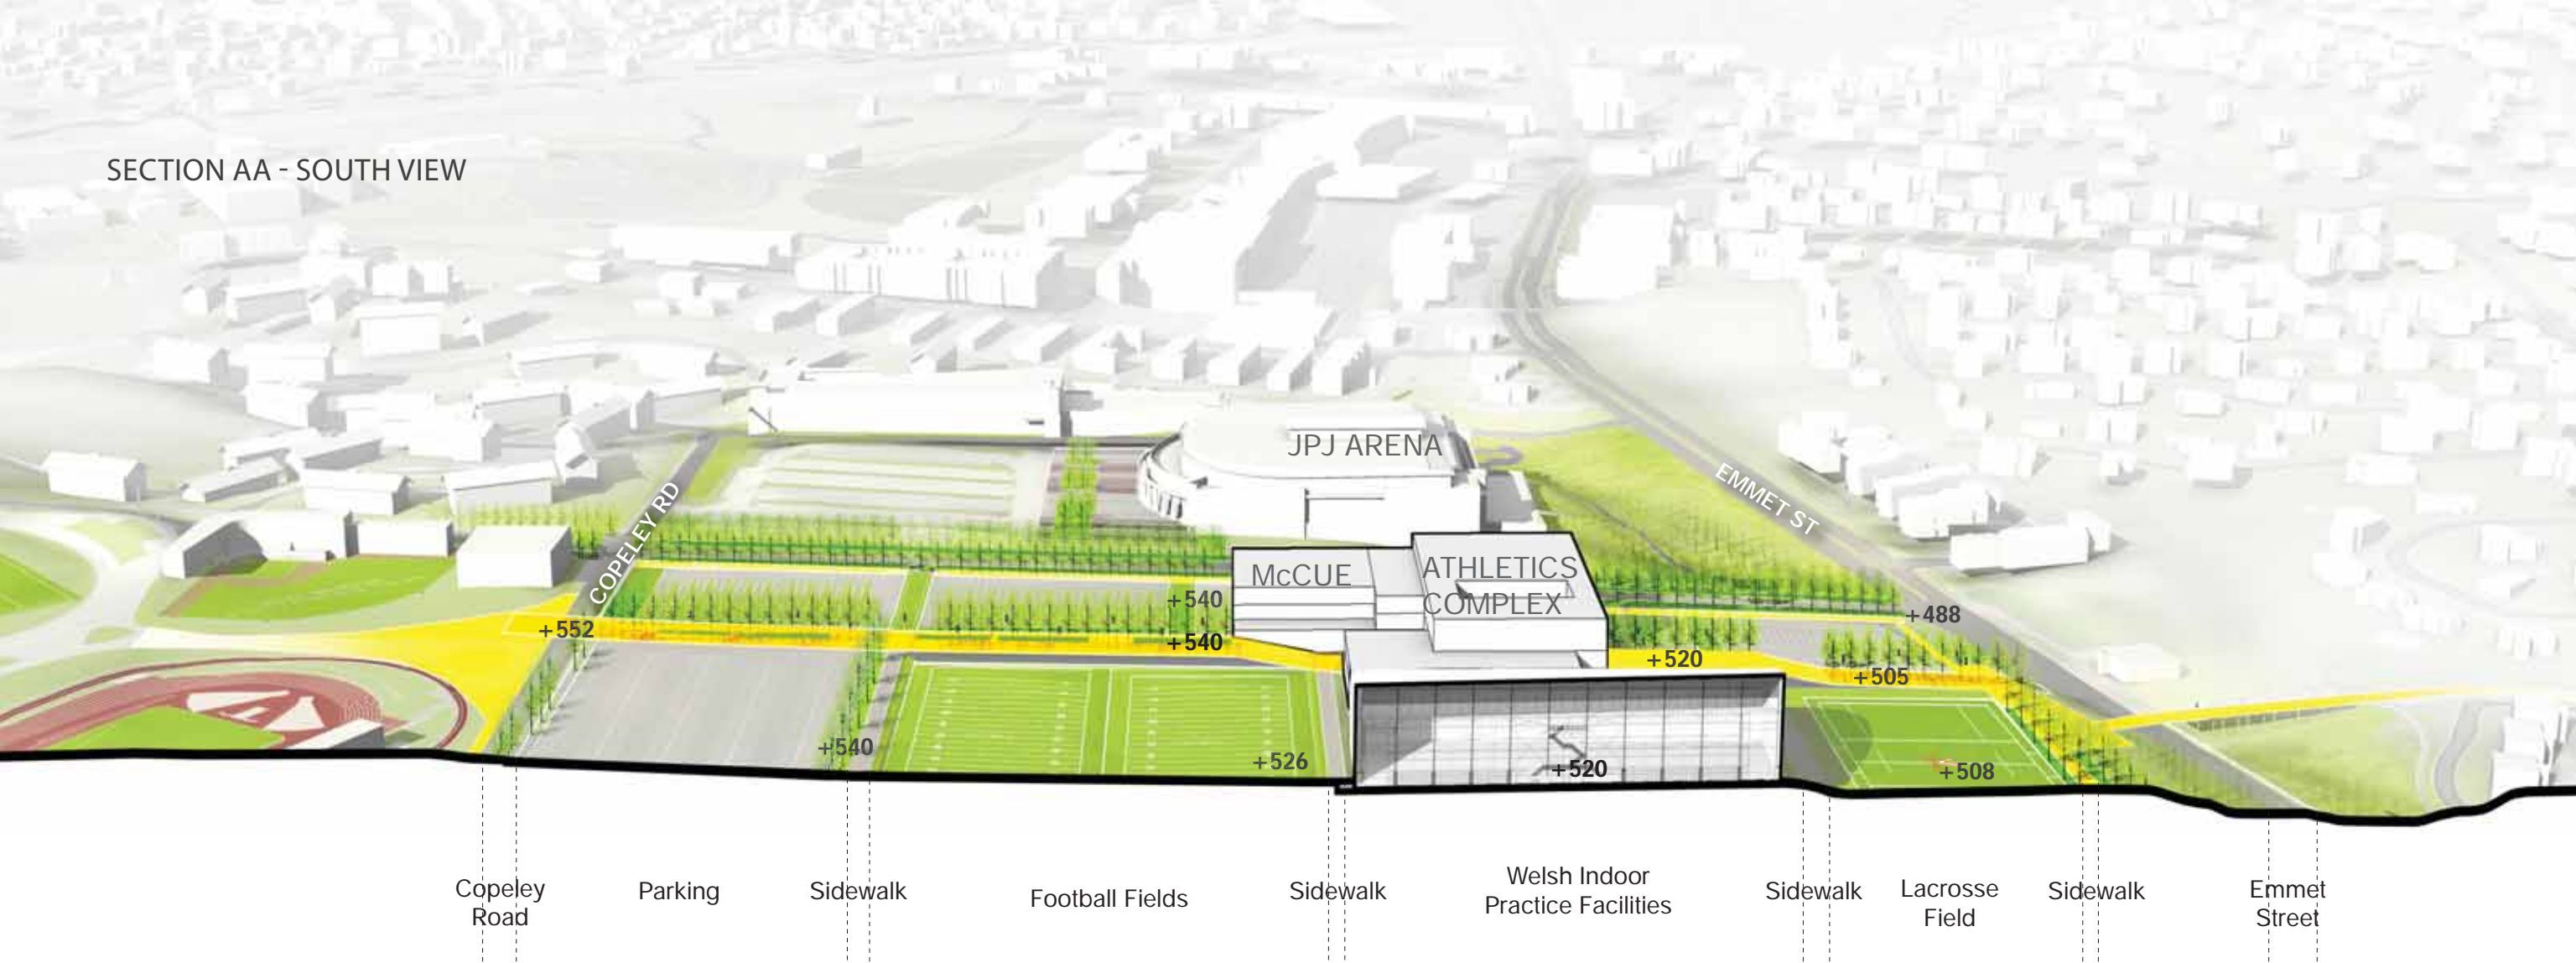 SECTION AA - SOUTH VIEW
JPJ ARENA
EMMET ST
COPELEY RD
McCUE
ATHLETICS
COMPLEX
+540
+488
+552
+540
+520
+505
+540
+526
+520
+508
Copeley
Road
Parking
Sidewalk
Football Fields
Sidewalk
Welsh Indoor
Practice Facilities
Sidewalk
Lacrosse
Field
Sidewalk
Emmet
Street